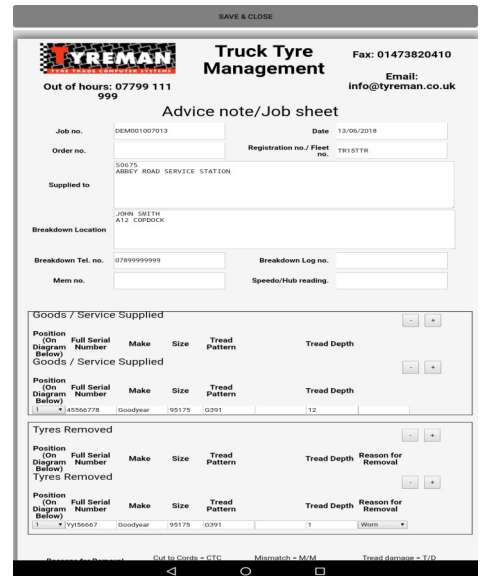 SAVE & CLOSE
TYREMAN
TYRE TRADE COMPUTER SYSTEMS
Out of hours: 07799 111
999
Truck Tyre
Management
Fax: 01473820410
Email:
info@tyreman.co.uk
Advice note/Job sheet
Job no. DEM001007013 Date 13/06/2018
Order no. Registration no./ Fleet no. TR15TTR
Supplied to
S0675
ABBEY ROAD SERVICE STATION
Breakdown Location
JOHN SMITH
A12 COPDOCK
Breakdown Tel. no. 07899999999 Breakdown Log no.
Mem no. Speedo/Hub reading.
Goods / Service Supplied - +
Position (On Diagram Below) Full Serial Number Make Size Tread Pattern Tread Depth
Goods / Service Supplied - +
Position (On Diagram Below) Full Serial Number Make Size Tread Pattern Tread Depth
1 45566778 Goodyear 95175 G391 12
Tyres Removed - +
Position (On Diagram Below) Full Serial Number Make Size Tread Pattern Tread Depth Reason for Removal
Tyres Removed - +
Position (On Diagram Below) Full Serial Number Make Size Tread Pattern Tread Depth Reason for Removal
1 Yyt56667 Goodyear 95175 G391 1 Worn
Reasons for Removal Cut to Cords = CTC Mismatch = M/M Tread damage = T/D